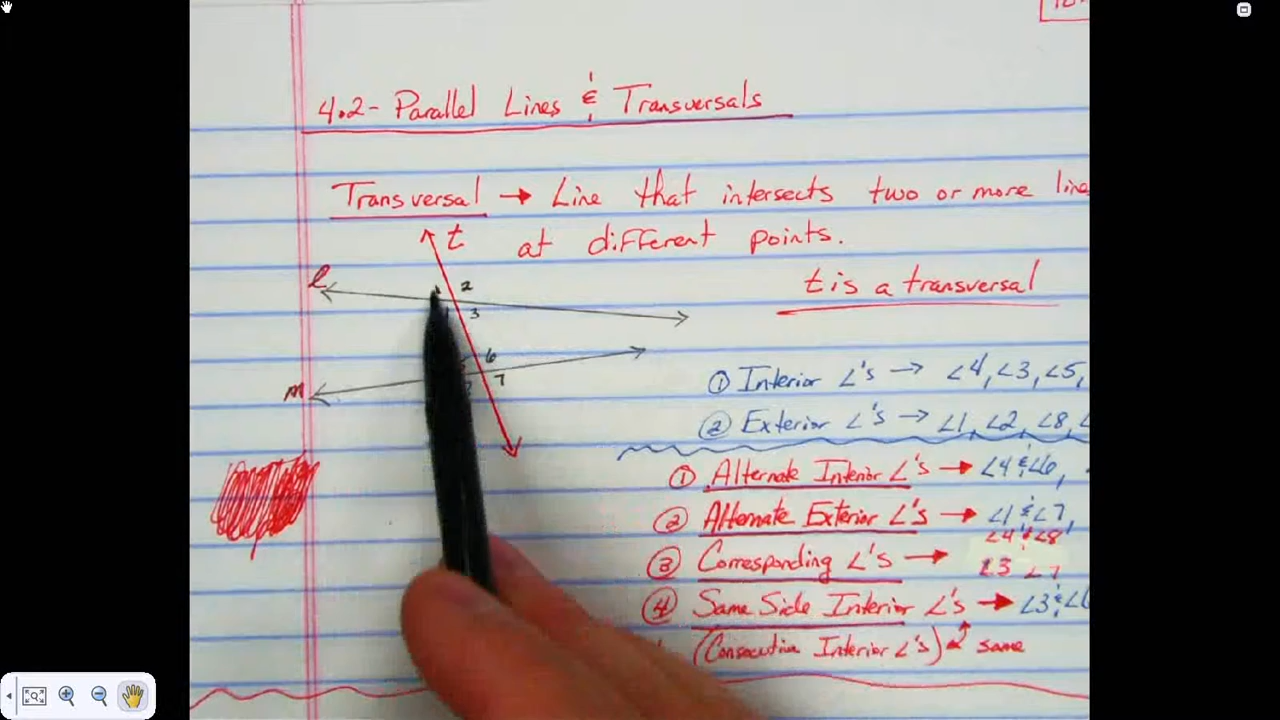 4.2- Parallel Lines & Transversals
Transversal → Line that intersects two or more line
at different points.
t
t is a transversal
l
2
3
6
7
m
① Interior ∠'s → ∠4, ∠3, ∠5,
② Exterior ∠'s → ∠1, ∠2, ∠8,
① Alternate Interior ∠'s → ∠4 & ∠6,
② Alternate Exterior ∠'s → ∠1 & ∠7,
∠4 & ∠8
③ Corresponding ∠'s → ∠3 ∠7
④ Same Side Interior ∠'s → ∠3 &
(Consecutive Interior ∠'s) same